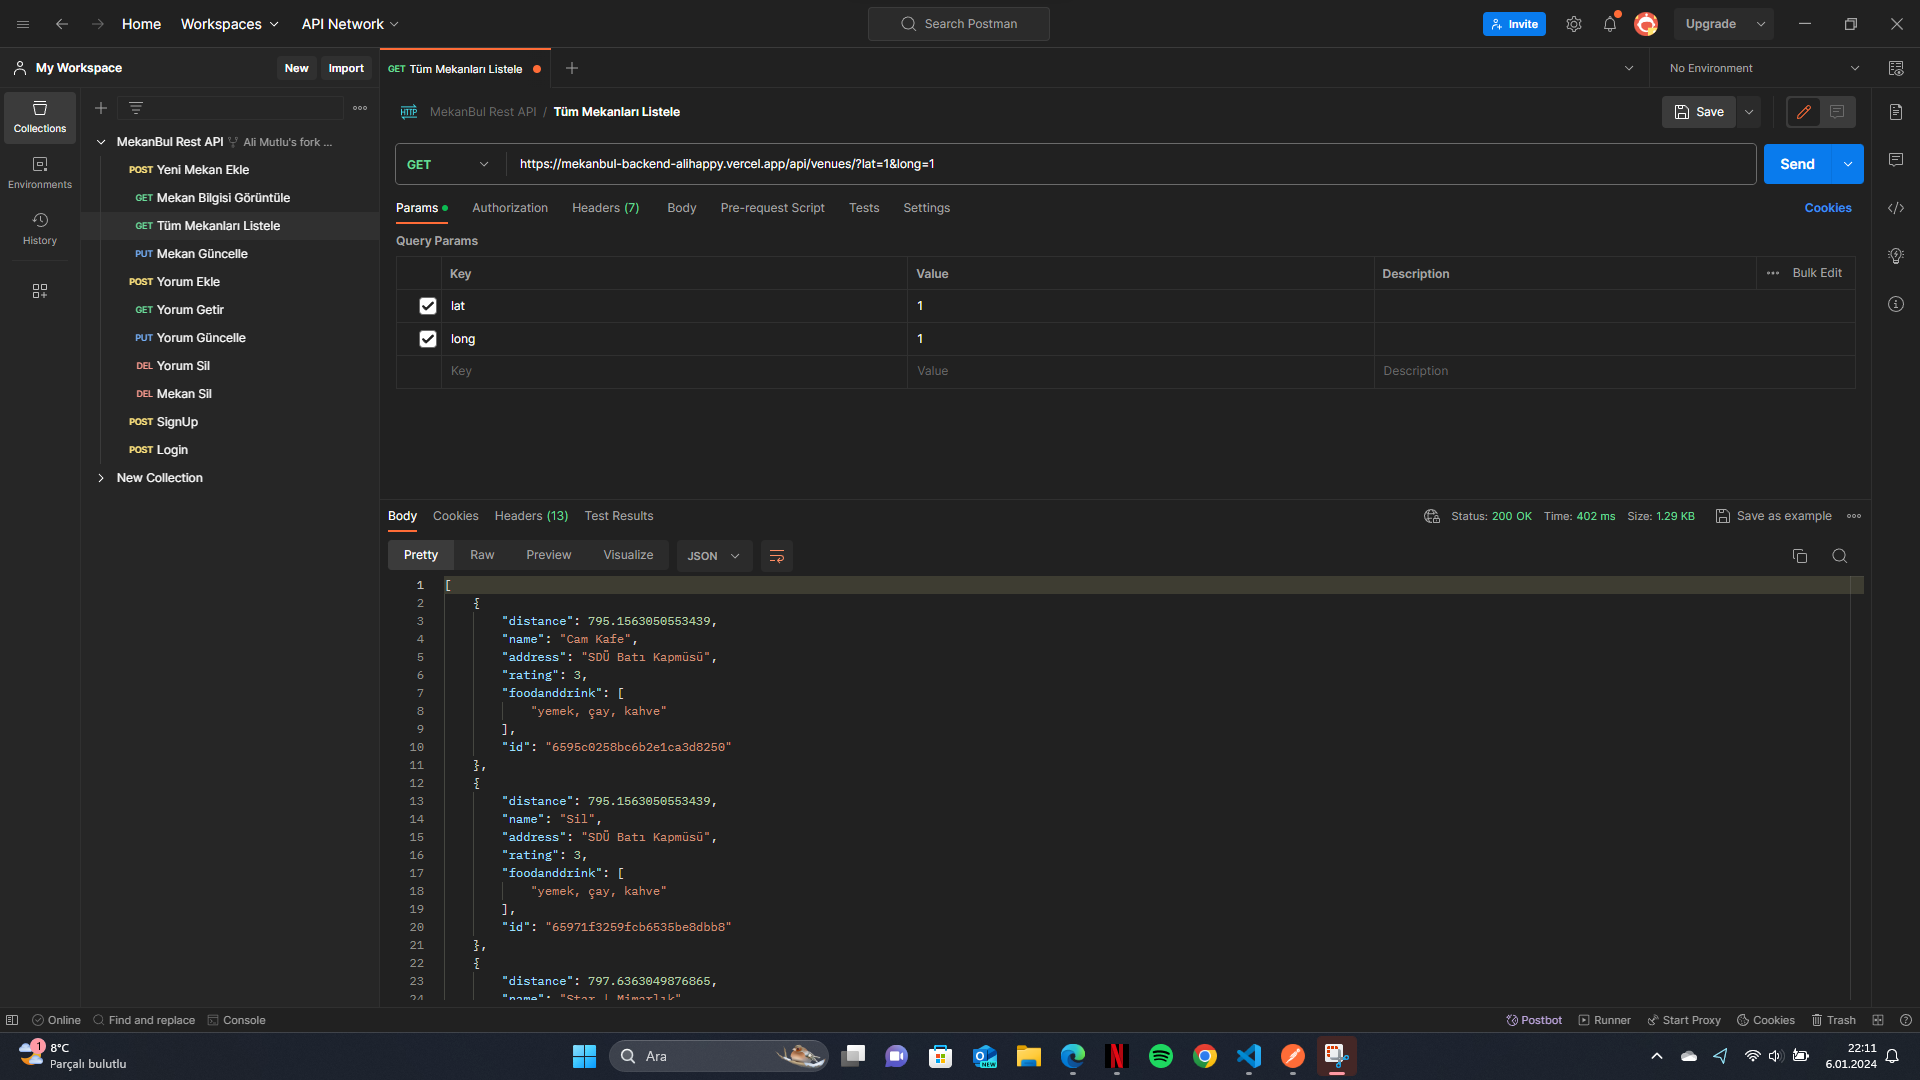 Home Workspaces API Network Search Postman Invite Upgrade
My Workspace New Import GET Tüm Mekanları Listele No Environment
Collections
Environments
History
MekanBul Rest API Ali Mutlu's fork ...
POST Yeni Mekan Ekle
GET Mekan Bilgisi Görüntüle
GET Tüm Mekanları Listele
PUT Mekan Güncelle
POST Yorum Ekle
GET Yorum Getir
PUT Yorum Güncelle
DEL Yorum Sil
DEL Mekan Sil
POST SignUp
POST Login
New Collection
HTTP MekanBul Rest API / Tüm Mekanları Listele Save
GET https://mekanbul-backend-alihappy.vercel.app/api/venues/?lat=1&long=1 Send
Params Authorization Headers (7) Body Pre-request Script Tests Settings Cookies
Query Params
Key Value Description Bulk Edit
lat 1
long 1
Key Value Description
Body Cookies Headers (13) Test Results Status: 200 OK Time: 402 ms Size: 1.29 KB Save as example
Pretty Raw Preview Visualize JSON
1 [
2 {
3 "distance": 795.1563050553439,
4 "name": "Cam Kafe",
5 "address": "SDÜ Batı Kapmüsü",
6 "rating": 3,
7 "foodanddrink": [
8 "yemek, çay, kahve"
9 ],
10 "id": "6595c0258bc6b2e1ca3d8250"
11 },
12 {
13 "distance": 795.1563050553439,
14 "name": "Sil",
15 "address": "SDÜ Batı Kapmüsü",
16 "rating": 3,
17 "foodanddrink": [
18 "yemek, çay, kahve"
19 ],
20 "id": "65971f3259fcb6535be8dbb8"
21 },
22 {
23 "distance": 797.6363049876865,
24 "name": "Star | Mimarlık"
Online Find and replace Console Postbot Runner Start Proxy Cookies Trash
1 8°C
Parçalı bulutlu
Ara
NEW
22:11
6.01.2024